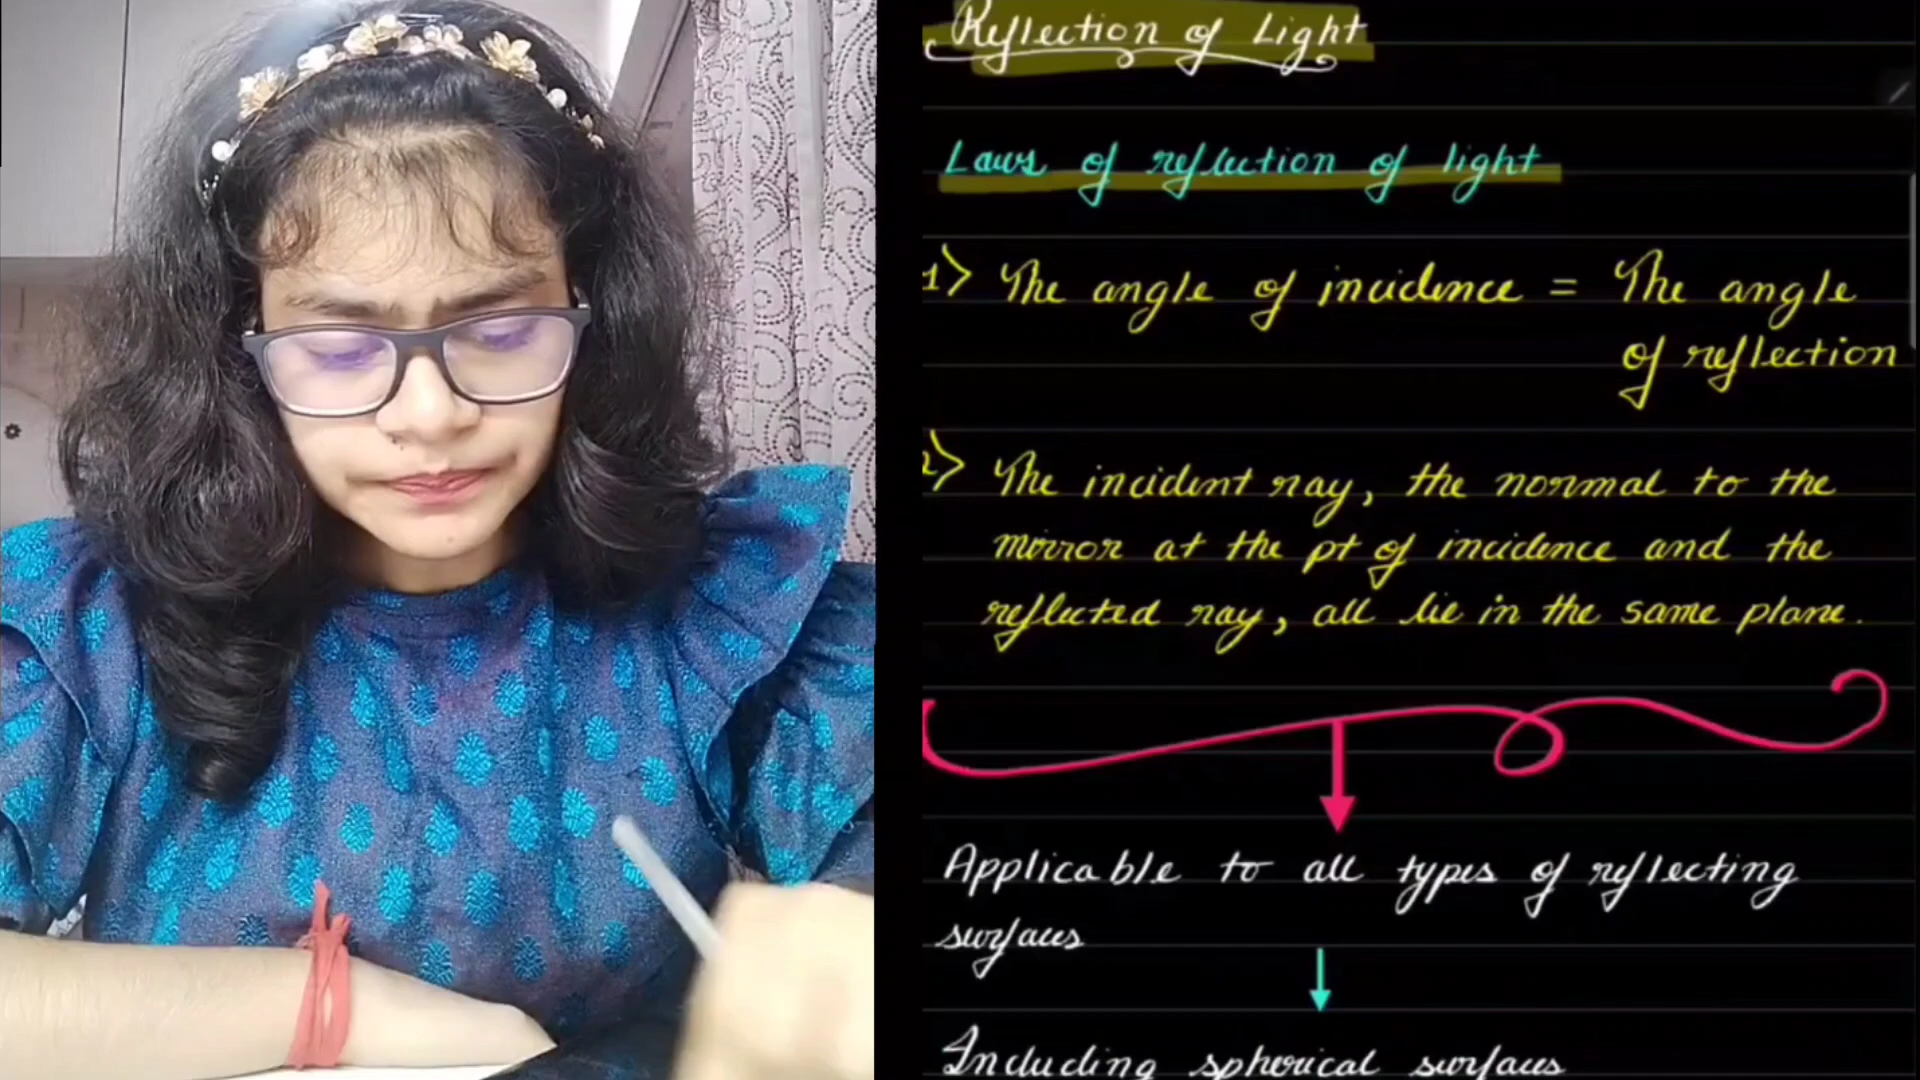 Reflection of Light
Laws of reflection of light
1> The angle of incidence = The angle
of reflection
2> The incident ray, the normal to the
mirror at the pt of incidence and the
reflected ray, all lie in the same plane.
Applicable to all types of reflecting
surfaces
Including spherical surfaces